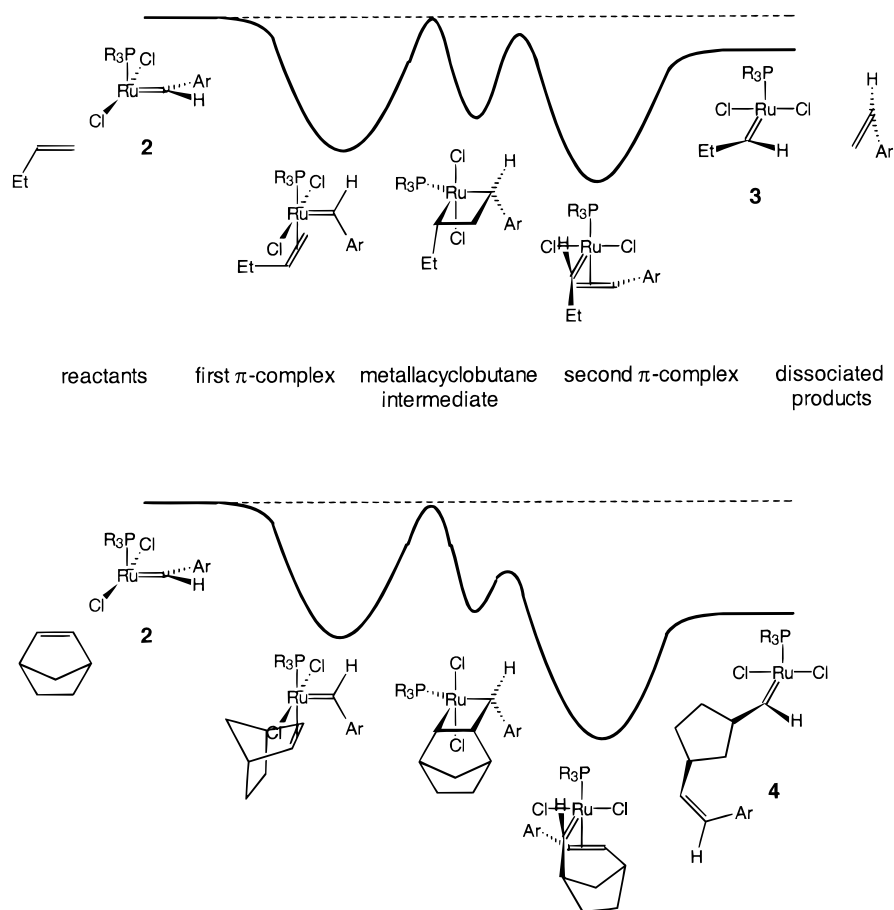 R3P
Cl
Ru
Ar
H
Cl
2
Et
R3P
Cl
Ru
H
Cl
Ar
Et
Cl
H
R3P
Ru
Cl
Ar
Et
R3P
Cl
H
Ru
Cl
Ar
Et
R3P
Cl
Ru
Cl
Et
H
3
H
Ar
reactants first π-complex metallacyclobutane second π-complex dissociated
intermediate products
R3P
Cl
Ru
Ar
H
Cl
2
R3P
Cl
H
Ru
Cl
Ar
Cl
H
R3P
Ru
Cl
Ar
R3P
Cl
H
Ru
Cl
Ar
R3P
Cl
Ru
Cl
H
4
Ar
H